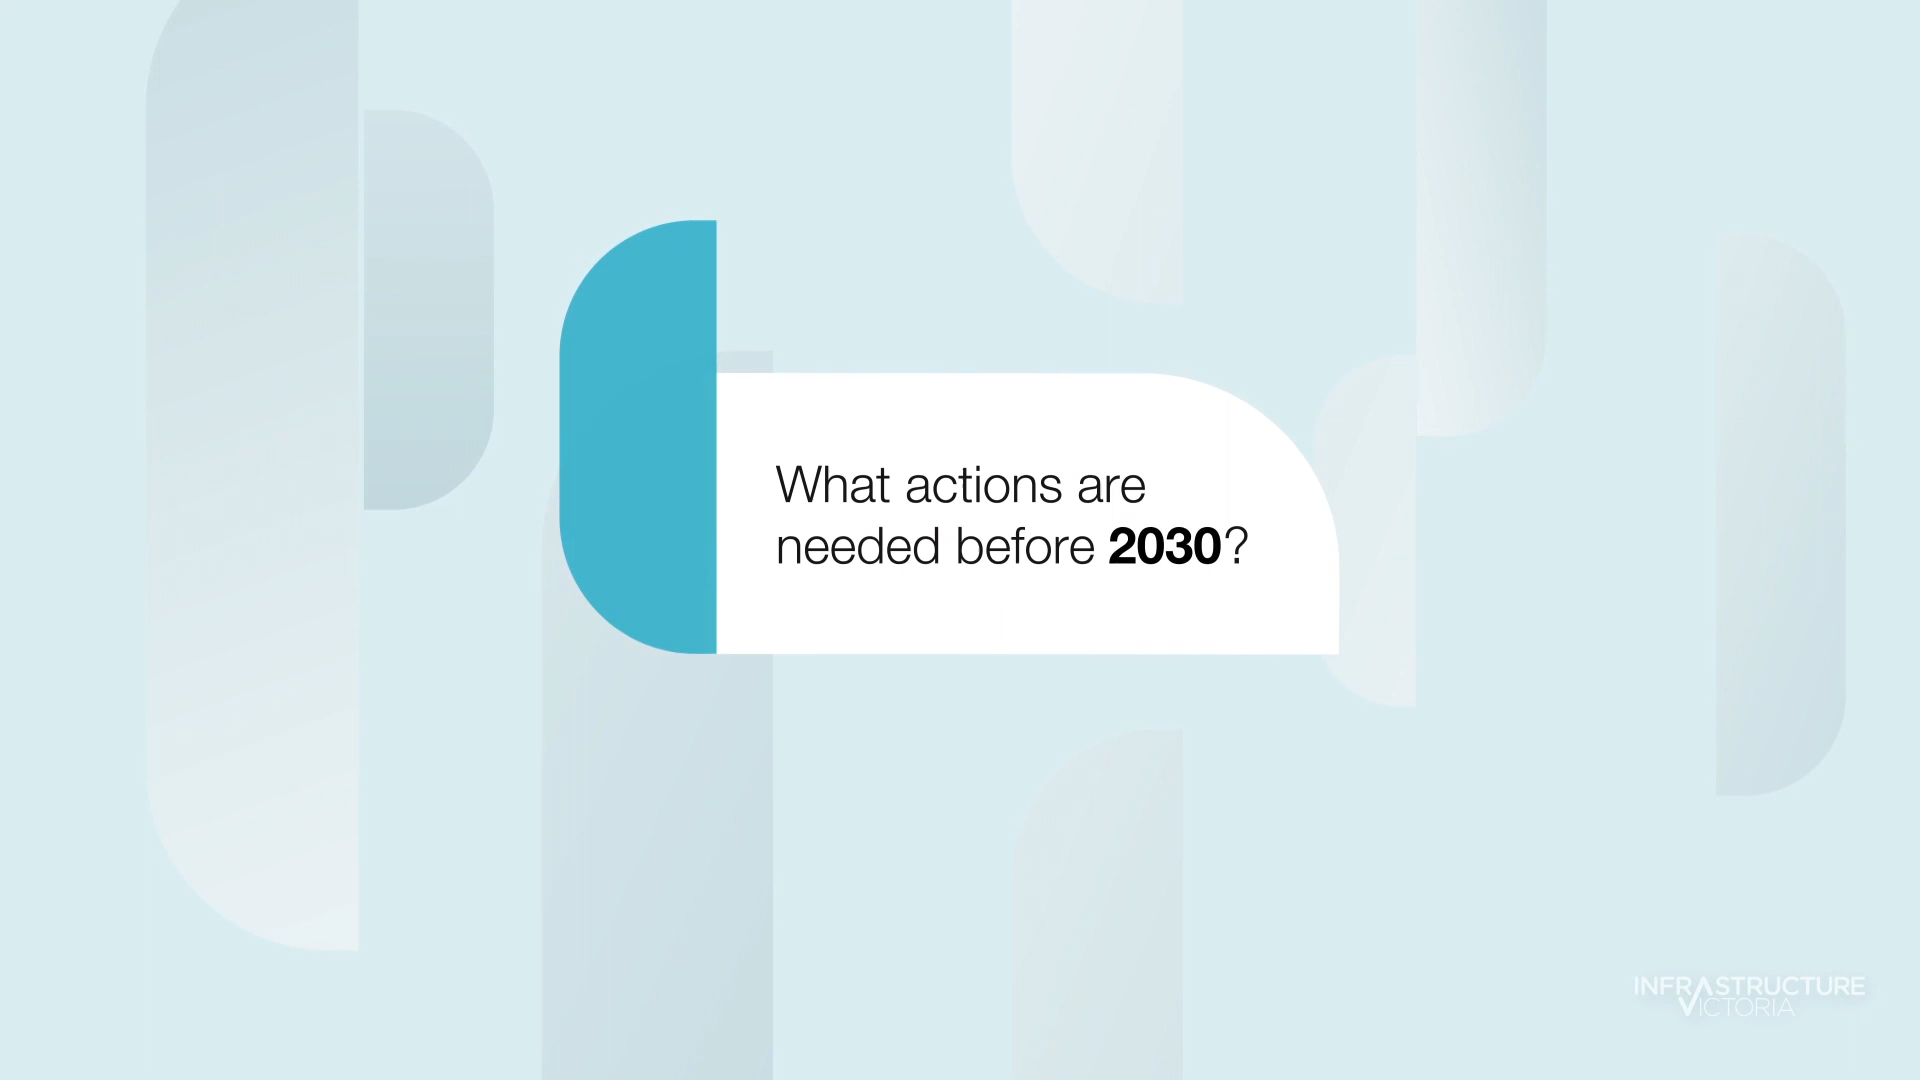 What actions are
needed before 2030?
INFRASTRUCTURE
VICTORIA